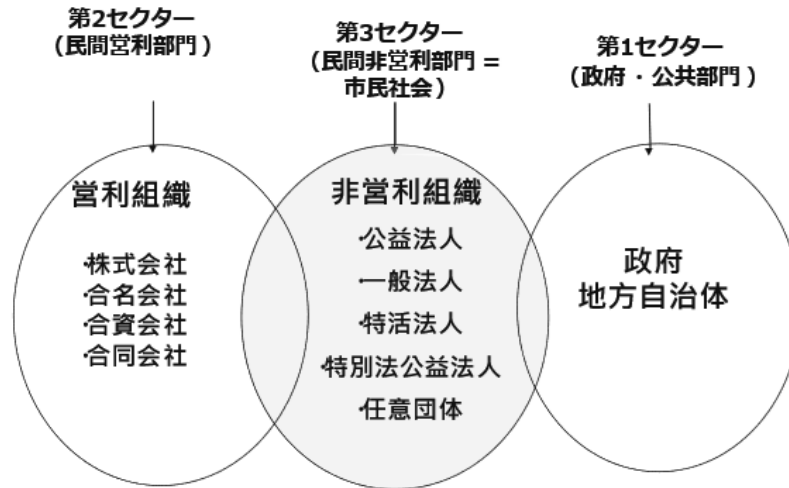 第2セクター
（民間営利部門）
第3セクター
（民間非営利部門 =
市民社会）
第1セクター
（政府・公共部門）
営利組織
・株式会社
・合名会社
・合資会社
・合同会社
非営利組織
・公益法人
・一般法人
・特活法人
・特別法公益法人
・任意団体
政府
地方自治体